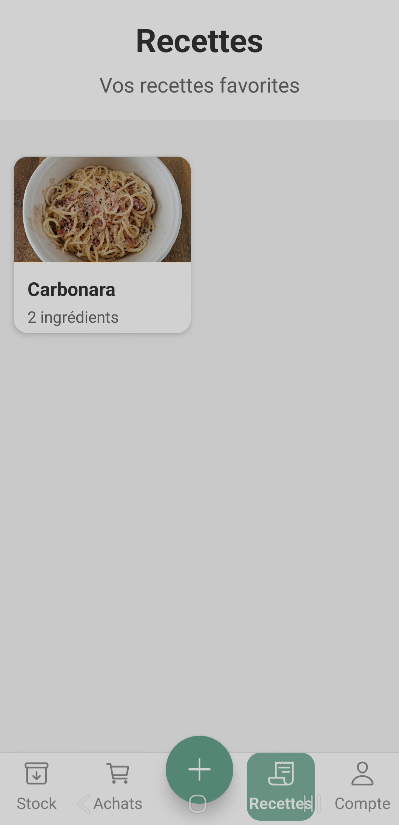 Recettes
Vos recettes favorites
Carbonara
2 ingrédients
Stock
Achats
Recettes
Compte